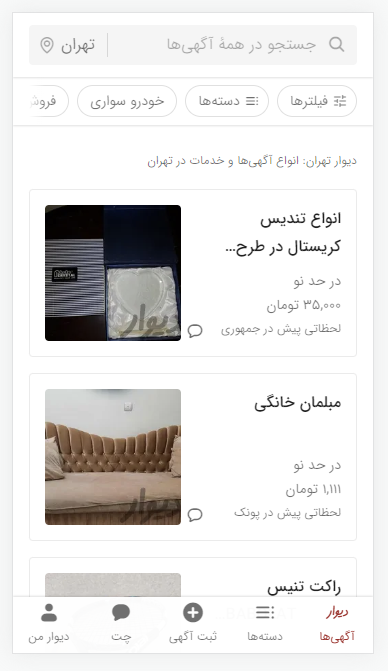 جستجو در همهٔ آگهی‌ها
تهران
فیلترها
دسته‌ها
خودرو سواری
فروش
دیوار تهران: انواع آگهی‌ها و خدمات در تهران
انواع تندیس
کریستال در طرح...
در حد نو
۳۵,۰۰۰ تومان
لحظاتی پیش در جمهوری
دیوار
مبلمان خانگی
در حد نو
۱,۱۱۱ تومان
لحظاتی پیش در پونک
دیوار
راکت تنیس
دیوار
آگهی‌ها
دسته‌ها
ثبت آگهی
چت
دیوار من